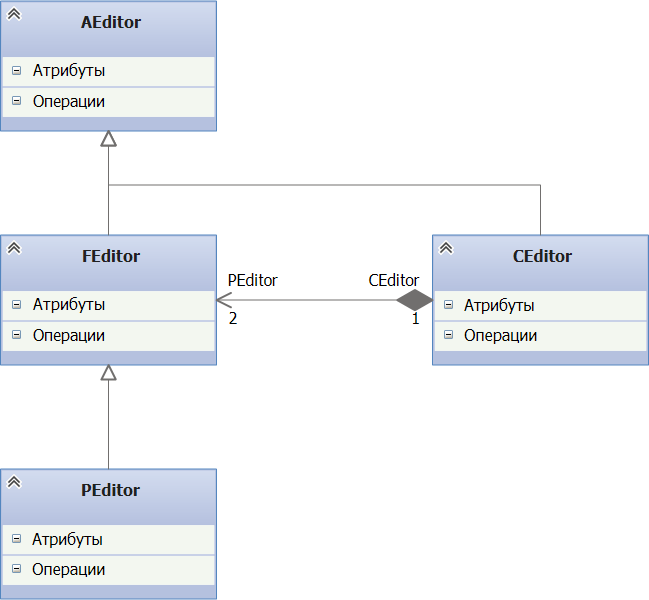 AEditor
Атрибуты
Операции
FEditor
Атрибуты
Операции
PEditor
2
CEditor
1
CEditor
Атрибуты
Операции
PEditor
Атрибуты
Операции